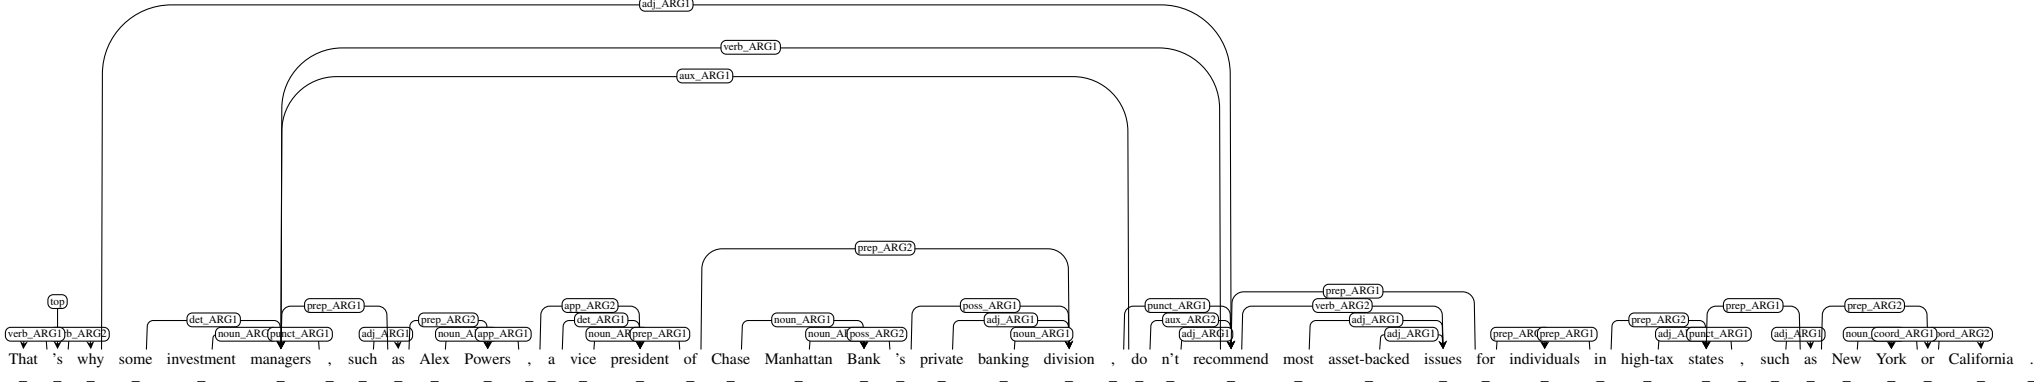 adj_ARG1
verb_ARG1
aux_ARG1
prep_ARG2
prep_ARG1
top prep_ARG1 app_ARG2 poss_ARG1 punct_ARG1 verb_ARG2 prep_ARG1 prep_ARG2
det_ARG1 prep_ARG2 det_ARG1 noun_ARG1 adj_ARG1 aux_ARG2 adj_ARG1 prep_ARG2
verb_ARG1 punct_ARG1 adj_ARG1 app_ARG1 prep_ARG1 poss_ARG2 noun_ARG1 adj_ARG1 adj_ARG1 prep_ARG1 punct_ARG1 adj_ARG1 coord_ARG1
That 's why some investment managers , such as Alex Powers , a vice president of Chase Manhattan Bank 's private banking division , do n't recommend most asset-backed issues for individuals in high-tax states , such as New York or California .